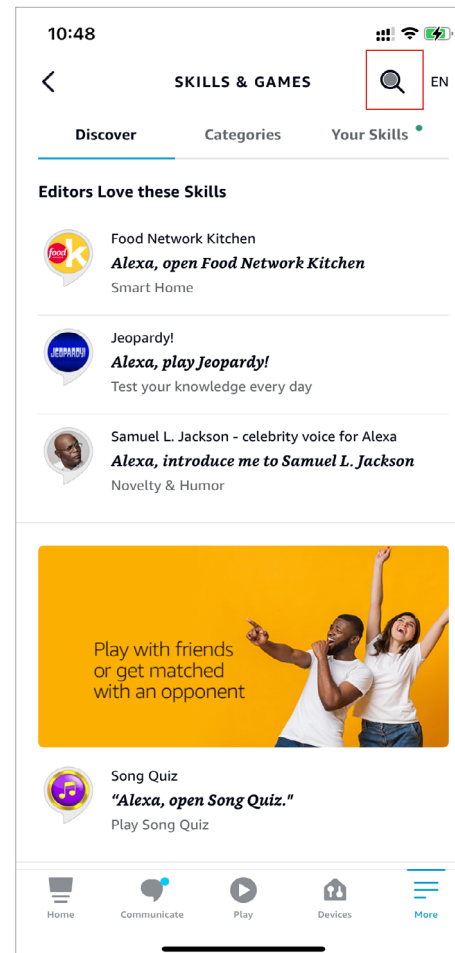 10:48
SKILLS & GAMES
EN
Discover
Categories
Your Skills
Editors Love these Skills
food k
Food Network Kitchen
Alexa, open Food Network Kitchen
Smart Home
JEOPARDY!
Jeopardy!
Alexa, play Jeopardy!
Test your knowledge every day
Samuel L. Jackson - celebrity voice for Alexa
Alexa, introduce me to Samuel L. Jackson
Novelty & Humor
Play with friends
or get matched
with an opponent
Song Quiz
“Alexa, open Song Quiz."
Play Song Quiz
Home
Communicate
Play
Devices
More